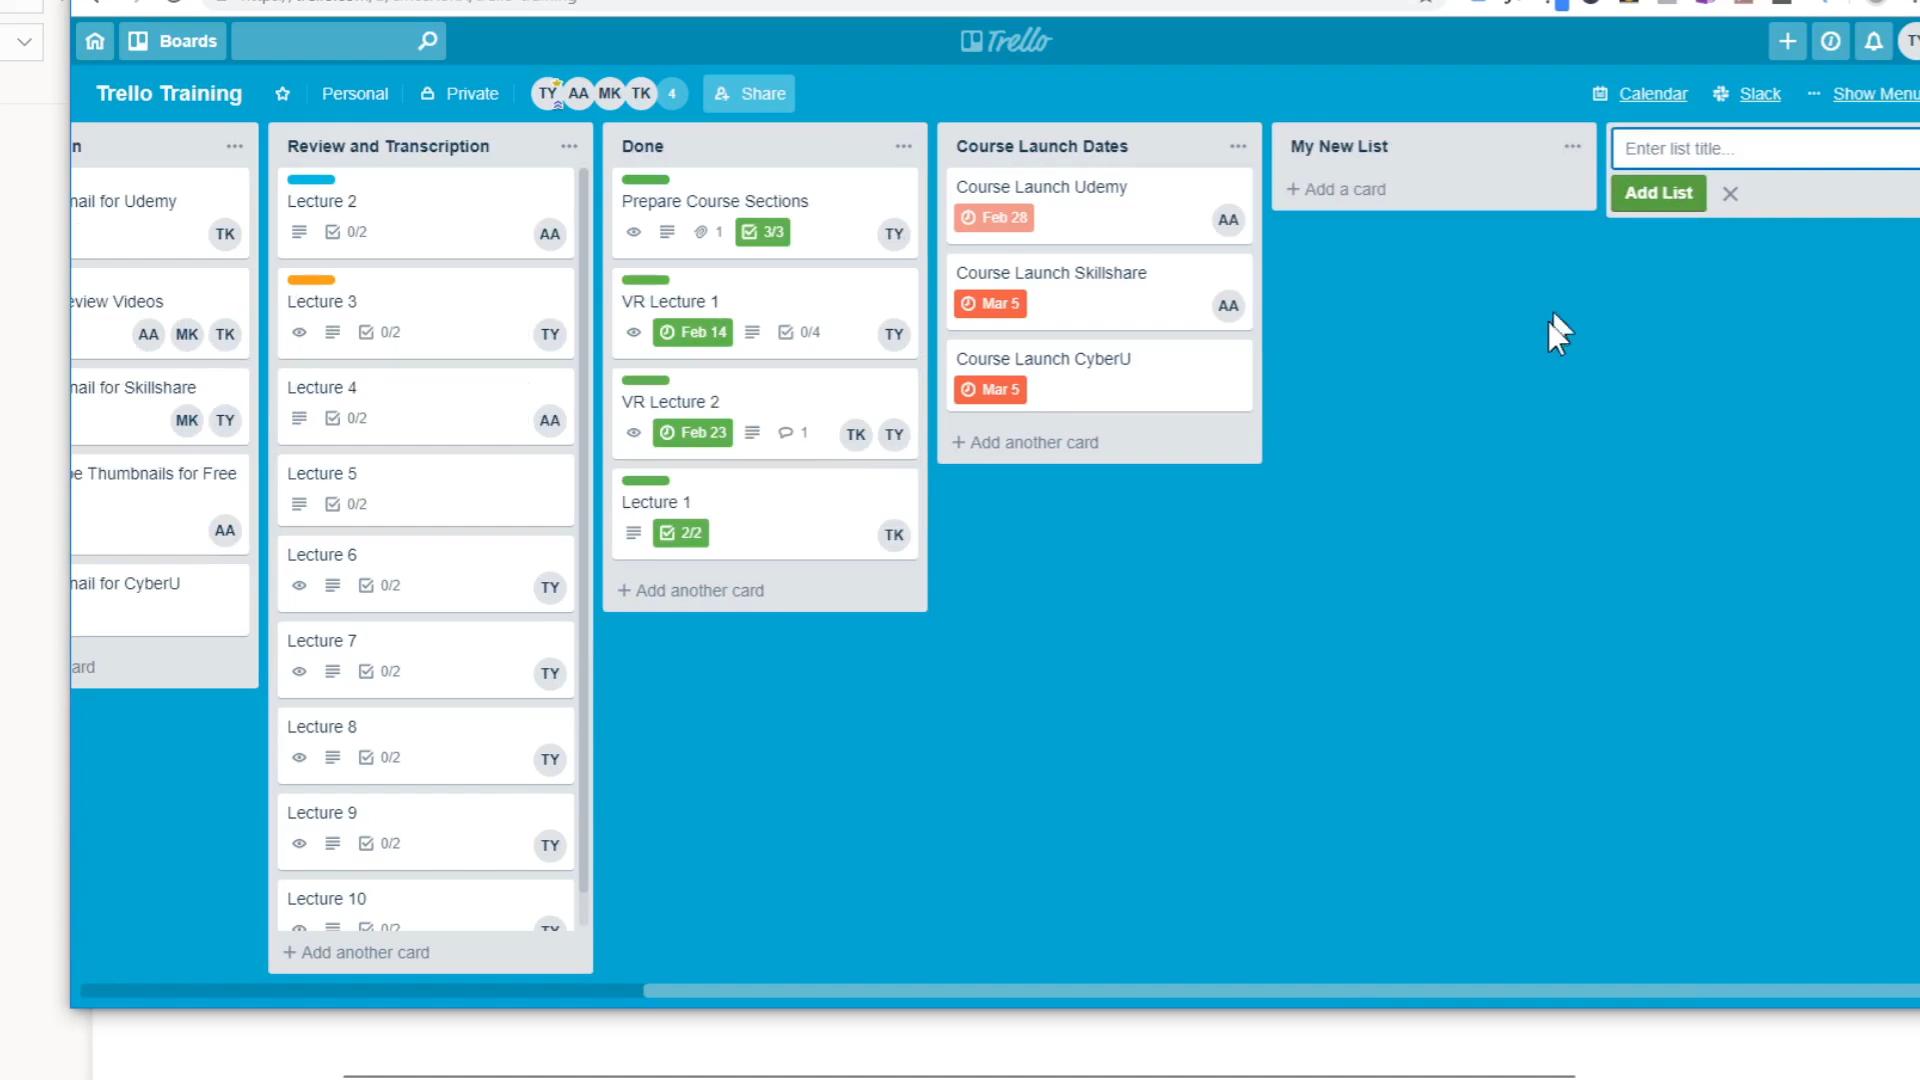 Boards
Trello
TY
Trello Training
Personal
Private
TY AA MK TK 4
Share
Calendar
Slack
Show Menu
n
nail for Udemy
TK
eview Videos
AA MK TK
nail for Skillshare
MK TY
be Thumbnails for Free
AA
nail for CyberU
ard
Review and Transcription
Lecture 2
0/2
AA
Lecture 3
0/2
TY
Lecture 4
0/2
AA
Lecture 5
0/2
Lecture 6
0/2
TY
Lecture 7
0/2
TY
Lecture 8
0/2
TY
Lecture 9
0/2
TY
Lecture 10
0/2
TY
+ Add another card
Done
Prepare Course Sections
1 3/3
TY
VR Lecture 1
Feb 14 0/4
TY
VR Lecture 2
Feb 23 1
TK TY
Lecture 1
2/2
TK
+ Add another card
Course Launch Dates
Course Launch Udemy
Feb 28
AA
Course Launch Skillshare
Mar 5
AA
Course Launch CyberU
Mar 5
+ Add another card
My New List
+ Add a card
Enter list title...
Add List